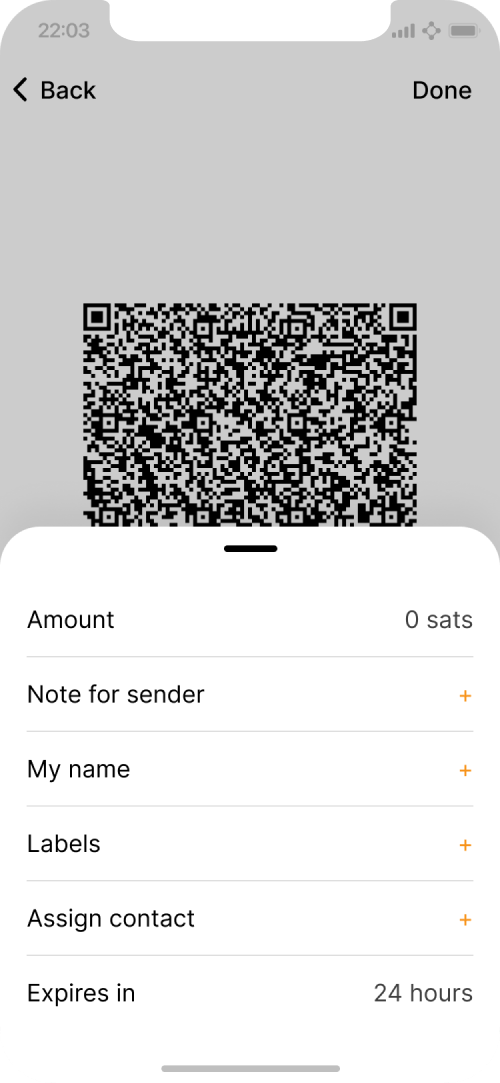 22:03
Back
Done
Amount
0 sats
Note for sender
+
My name
+
Labels
+
Assign contact
+
Expires in
24 hours